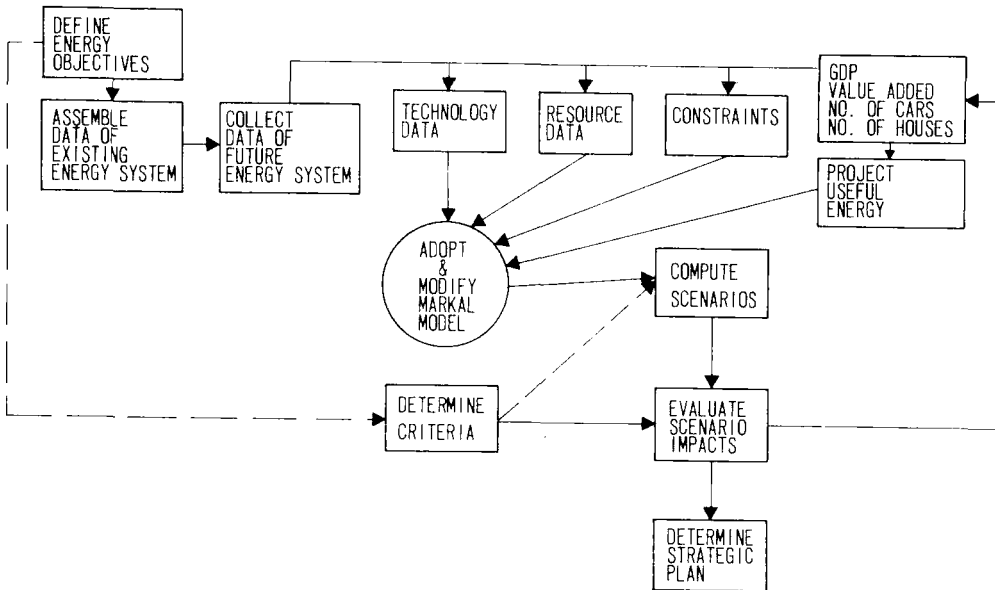 DEFINE
ENERGY
OBJECTIVES
ASSEMBLE
DATA OF
EXISTING
ENERGY SYSTEM
COLLECT
DATA OF
FUTURE
ENERGY SYSTEM
TECHNOLOGY
DATA
RESOURCE
DATA
CONSTRAINTS
GDP
VALUE ADDED
NO. OF CARS
NO. OF HOUSES
PROJECT
USEFUL
ENERGY
ADOPT
&
MODIFY
MARKAL
MODEL
COMPUTE
SCENARIOS
DETERMINE
CRITERIA
EVALUATE
SCENARIO
IMPACTS
DETERMINE
STRATEGIC
PLAN